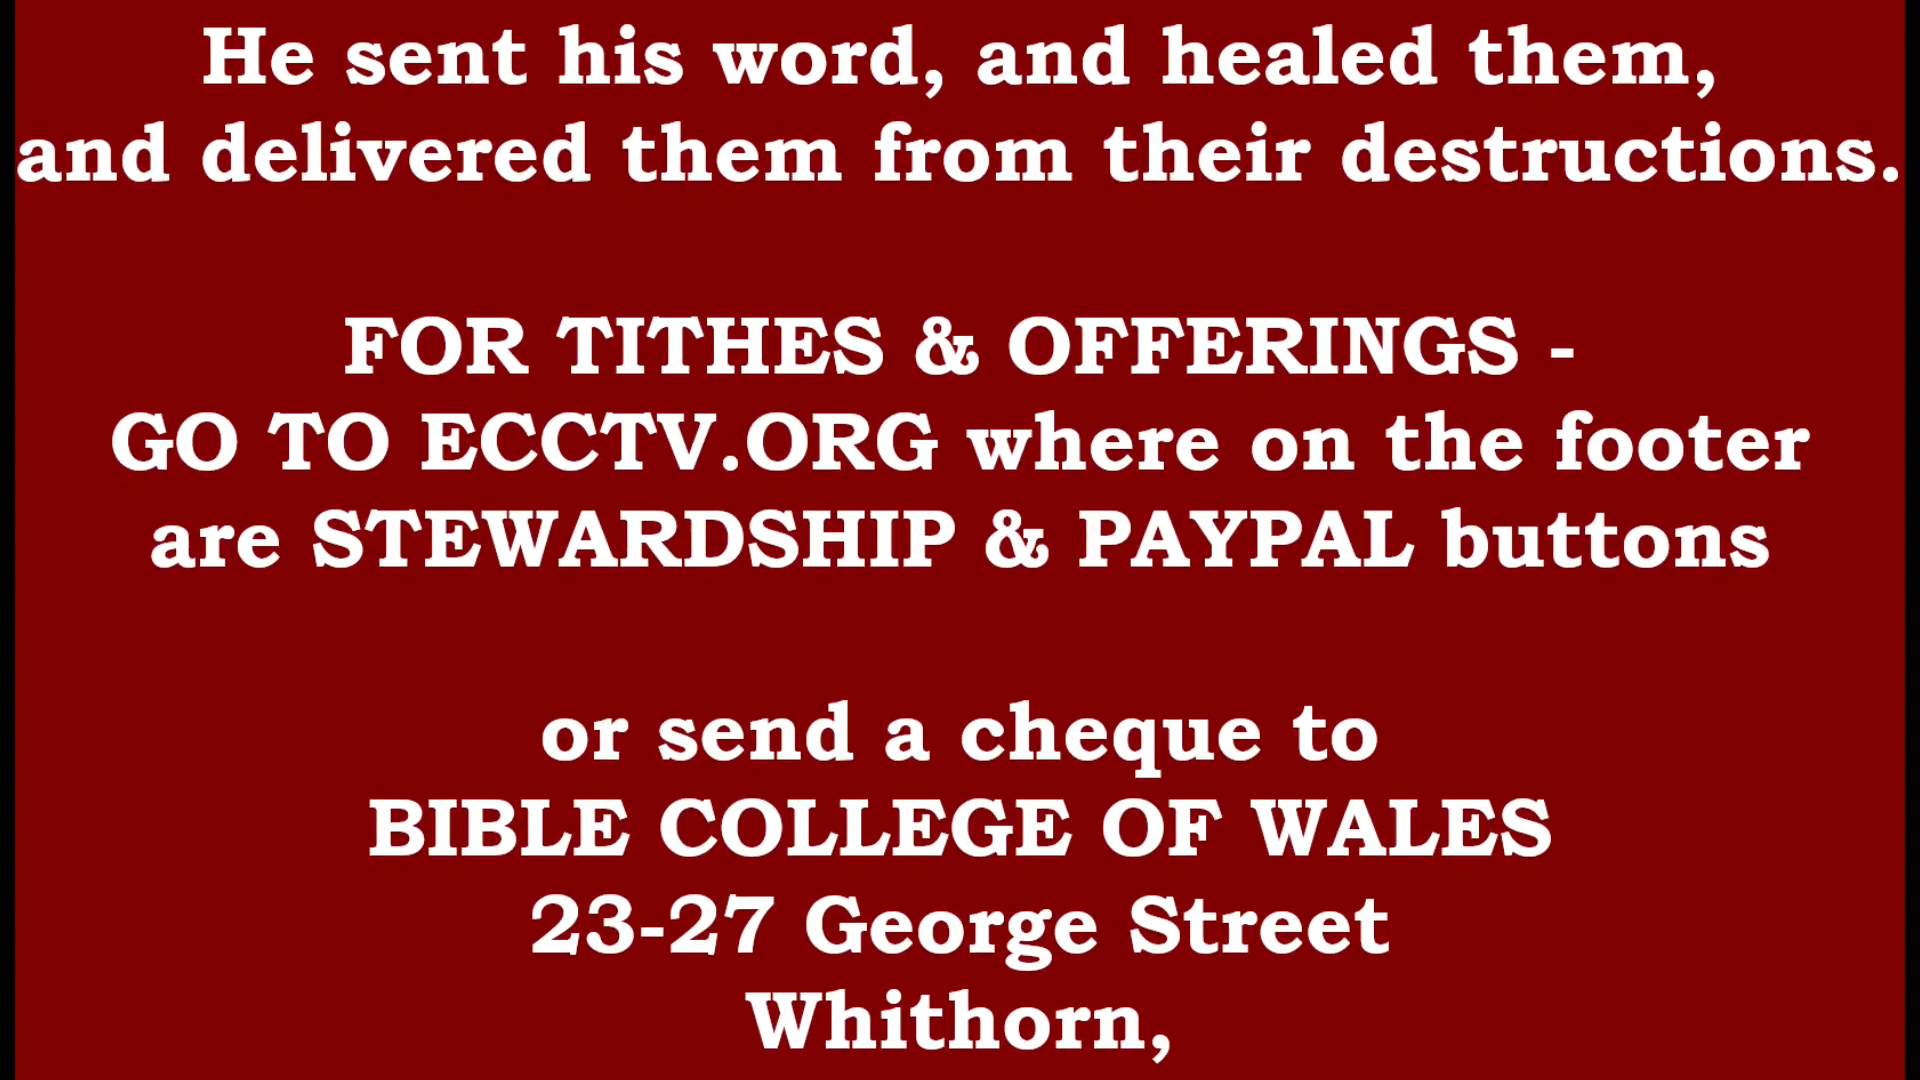 He sent his word, and healed them,
and delivered them from their destructions.
FOR TITHES & OFFERINGS -
GO TO ECCTV.ORG where on the footer
are STEWARDSHIP & PAYPAL buttons
or send a cheque to
BIBLE COLLEGE OF WALES
23-27 George Street
Whithorn,